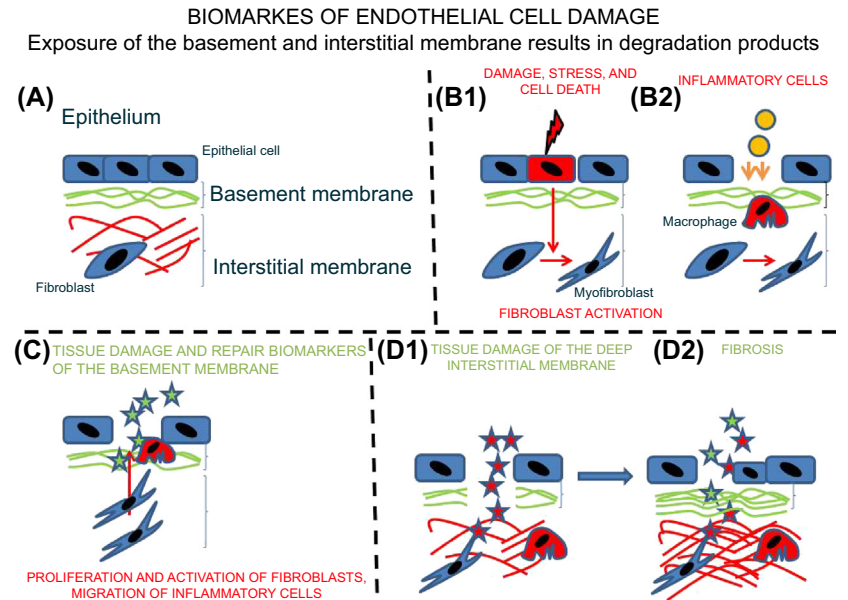 BIOMARKES OF ENDOTHELIAL CELL DAMAGE
Exposure of the basement and interstitial membrane results in degradation products
(A)
Epithelium
Epithelial cell
Basement membrane
Interstitial membrane
Fibroblast
(B1)
DAMAGE, STRESS, AND
CELL DEATH
Myofibroblast
FIBROBLAST ACTIVATION
(B2)
INFLAMMATORY CELLS
Macrophage
(C)
TISSUE DAMAGE AND REPAIR BIOMARKERS
OF THE BASEMENT MEMBRANE
PROLIFERATION AND ACTIVATION OF FIBROBLASTS,
MIGRATION OF INFLAMMATORY CELLS
(D1)
TISSUE DAMAGE OF THE DEEP
INTERSTITIAL MEMBRANE
(D2)
FIBROSIS